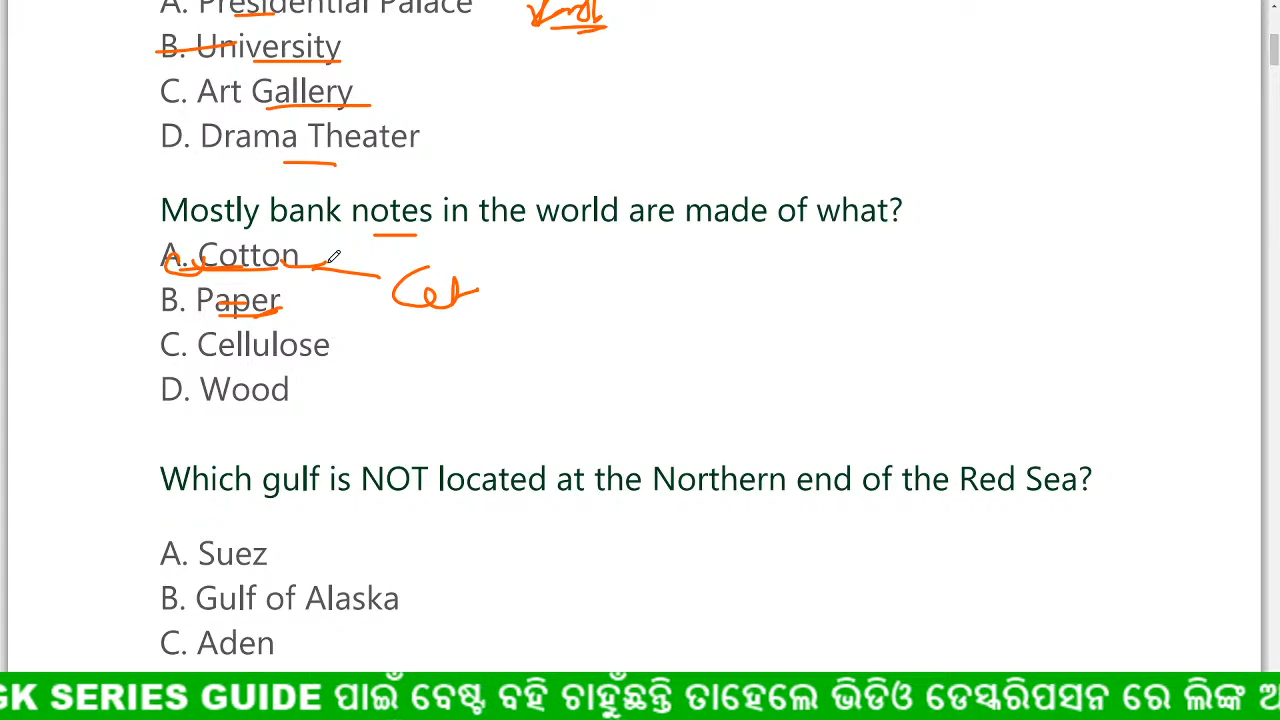 A. Presidential Palace
B. University
C. Art Gallery
D. Drama Theater
Mostly bank notes in the world are made of what?
A. Cotton
B. Paper
C. Cellulose
D. Wood
Which gulf is NOT located at the Northern end of the Red Sea?
A. Suez
B. Gulf of Alaska
C. Aden
GK SERIES GUIDE ପାଇଁ ବେଷ୍ଟ ବହି ଚାହୁଁଛନ୍ତି ତାହେଲେ ଭିଡିଓ ଡେସ୍କରିପସନ ରେ ଲିଙ୍କ